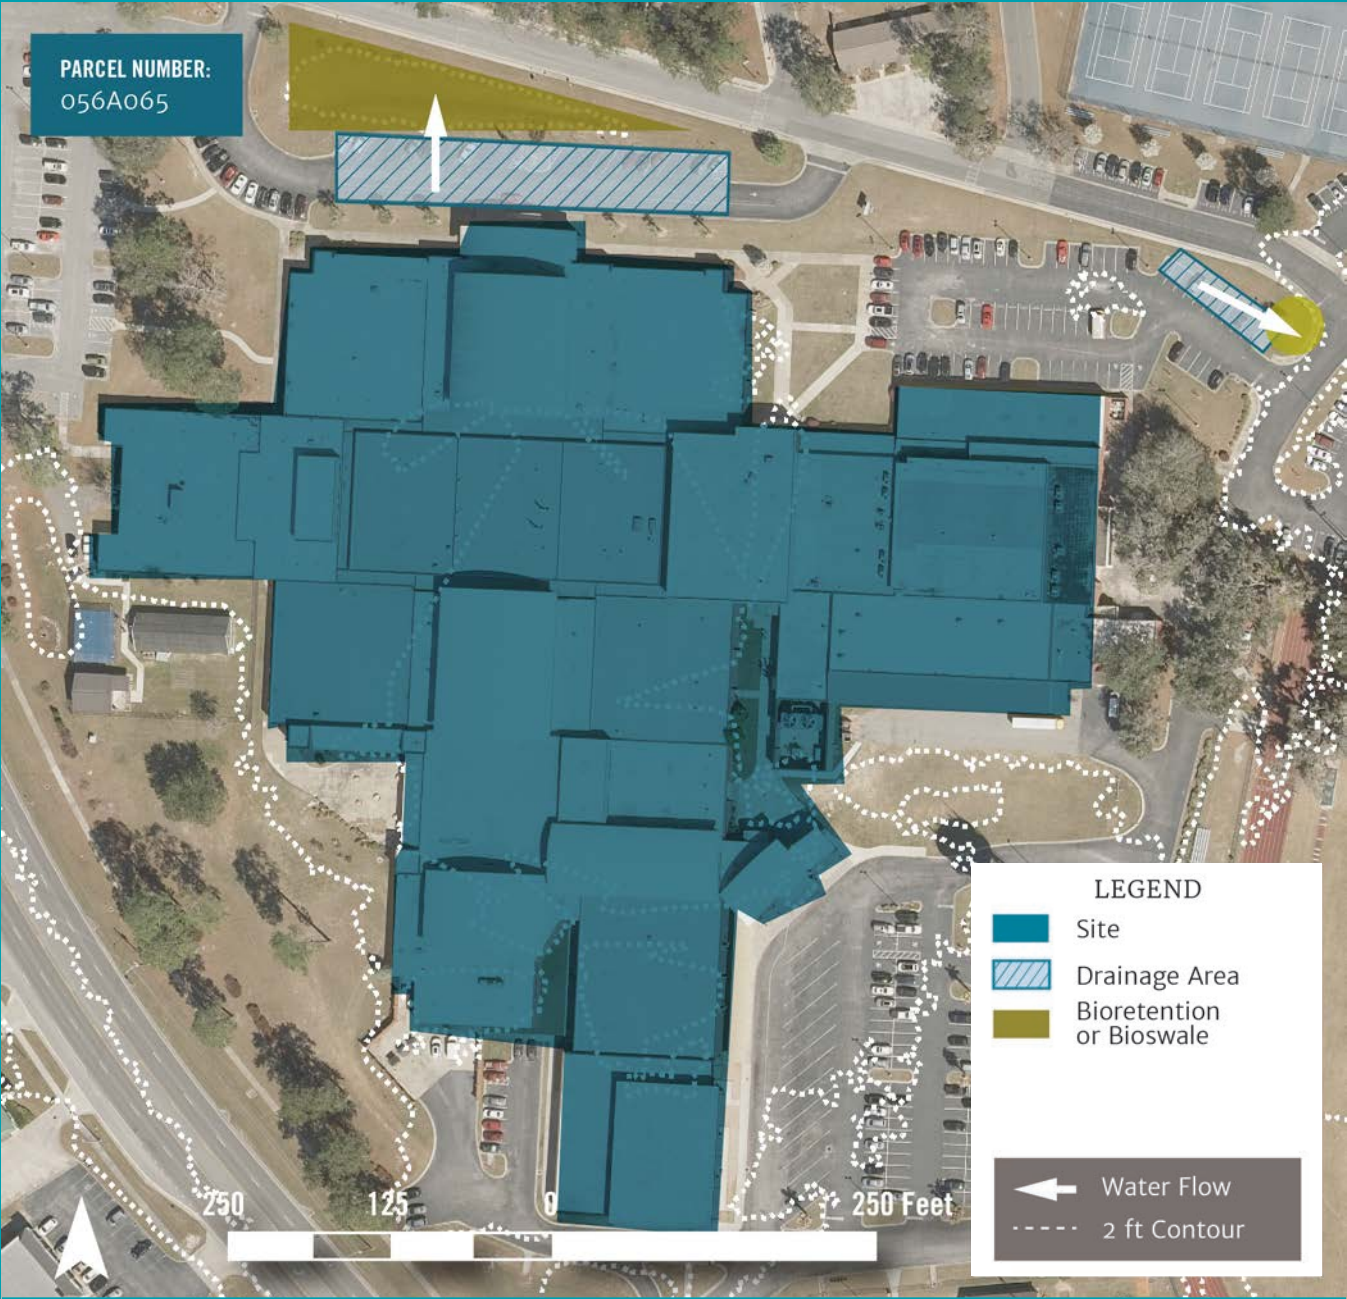 PARCEL NUMBER:
056A065
LEGEND
Site
Drainage Area
Bioretention
or Bioswale
Water Flow
2 ft Contour
250 125 0 250 Feet